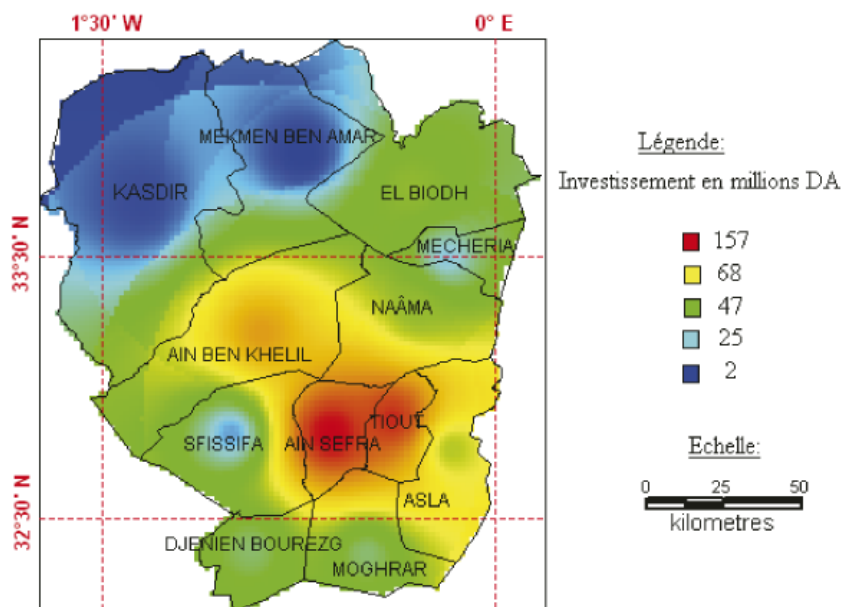 1°30' W
0° E
33°30' N
32°30' N
MEKMEN BEN AMAR
KASDIR
EL BIODH
MECHERIA
NAÂMA
AIN BEN KHELIL
TIOUT
SFISSIFA
AIN SEFRA
ASLA
DJENIEN BOUREZG
MOGHRAR
Légende:
Investissement en millions DA
157
68
47
25
2
Echelle:
0 25 50
kilometres